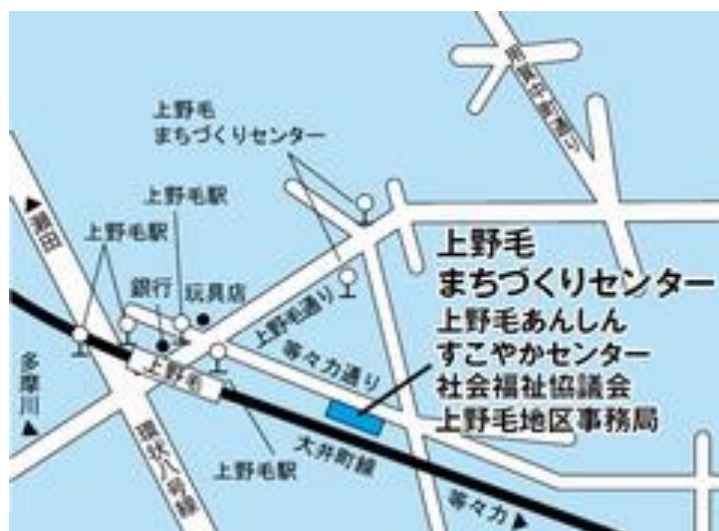 上野毛
まちづくりセンター
上野毛駅
上野毛駅
▲瀬田
銀行
玩具店
上野毛通り
等々力通り
上野毛
まちづくりセンター
上野毛あんしん
すこやかセンター
社会福祉協議会
上野毛地区事務局
上野毛
多摩川▼
環状八号線
上野毛駅
大井町線
等々力▶